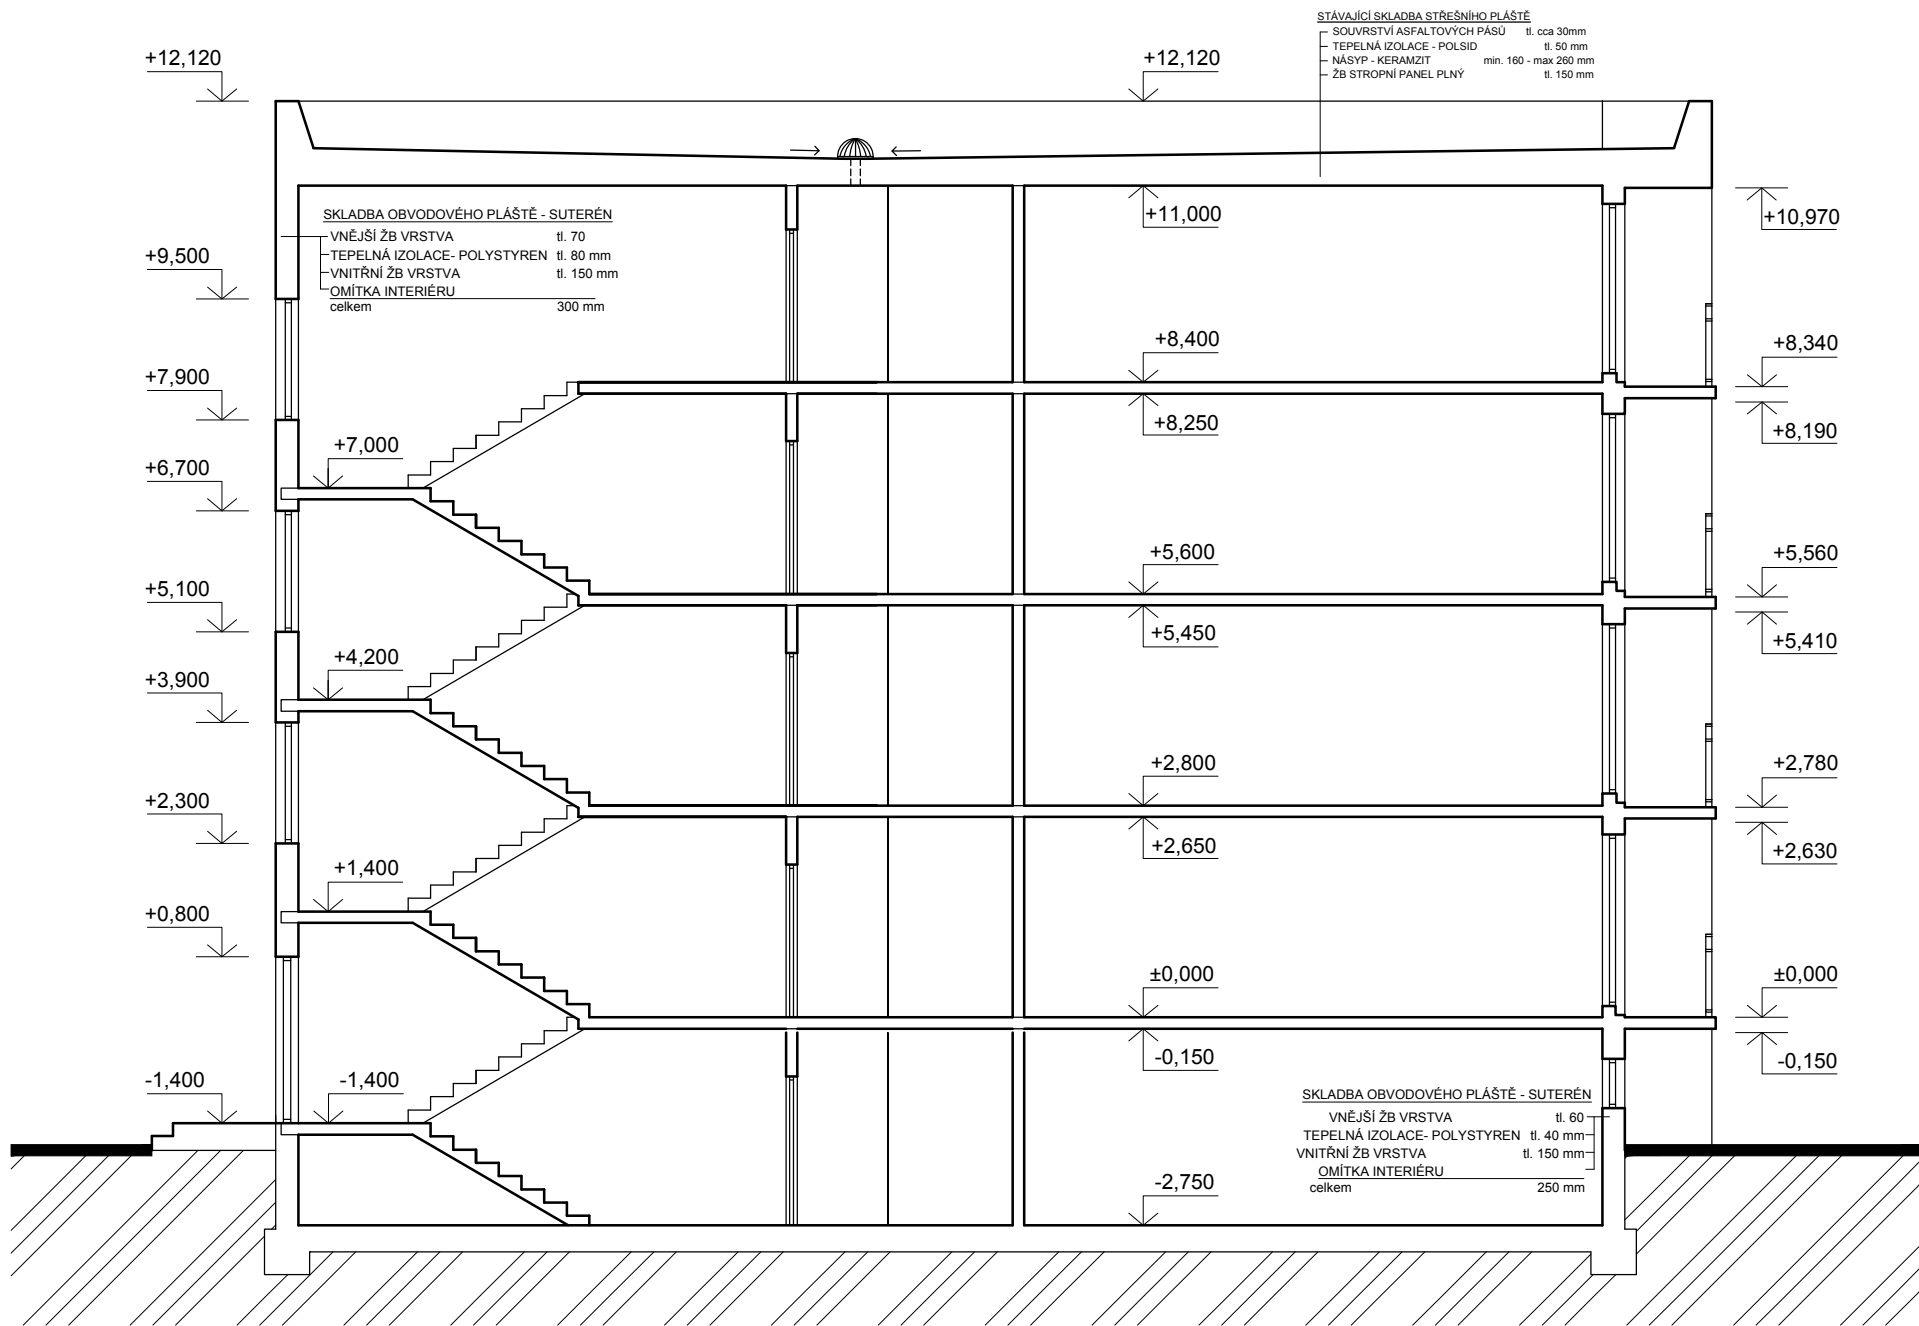 STÁVAJÍCÍ SKLADBA STŘEŠNÍHO PLÁŠTĚ
SOUVRSTVÍ ASFALTOVÝCH PÁSŮ tl. cca 30mm
TEPELNÁ IZOLACE - POLSID tl. 50 mm
NÁSYP - KERAMZIT min. 160 - max 260 mm
ŽB STROPNÍ PANEL PLNÝ tl. 150 mm
+12,120 +12,120
+11,000 +10,970
SKLADBA OBVODOVÉHO PLÁŠTĚ - SUTERÉN
VNĚJŠÍ ŽB VRSTVA tl. 70
TEPELNÁ IZOLACE- POLYSTYREN tl. 80 mm
VNITŘNÍ ŽB VRSTVA tl. 150 mm
OMÍTKA INTERIÉRU
celkem 300 mm
+9,500
+8,400 +8,340
+7,900
+8,250 +8,190
+7,000
+6,700
+5,600 +5,560
+5,100
+5,450 +5,410
+4,200
+3,900
+2,800 +2,780
+2,300
+2,650 +2,630
+1,400
+0,800
±0,000 ±0,000
-0,150 -0,150
-1,400 -1,400
SKLADBA OBVODOVÉHO PLÁŠTĚ - SUTERÉN
VNĚJŠÍ ŽB VRSTVA tl. 60
TEPELNÁ IZOLACE- POLYSTYREN tl. 40 mm
VNITŘNÍ ŽB VRSTVA tl. 150 mm
OMÍTKA INTERIÉRU
celkem 250 mm
-2,750